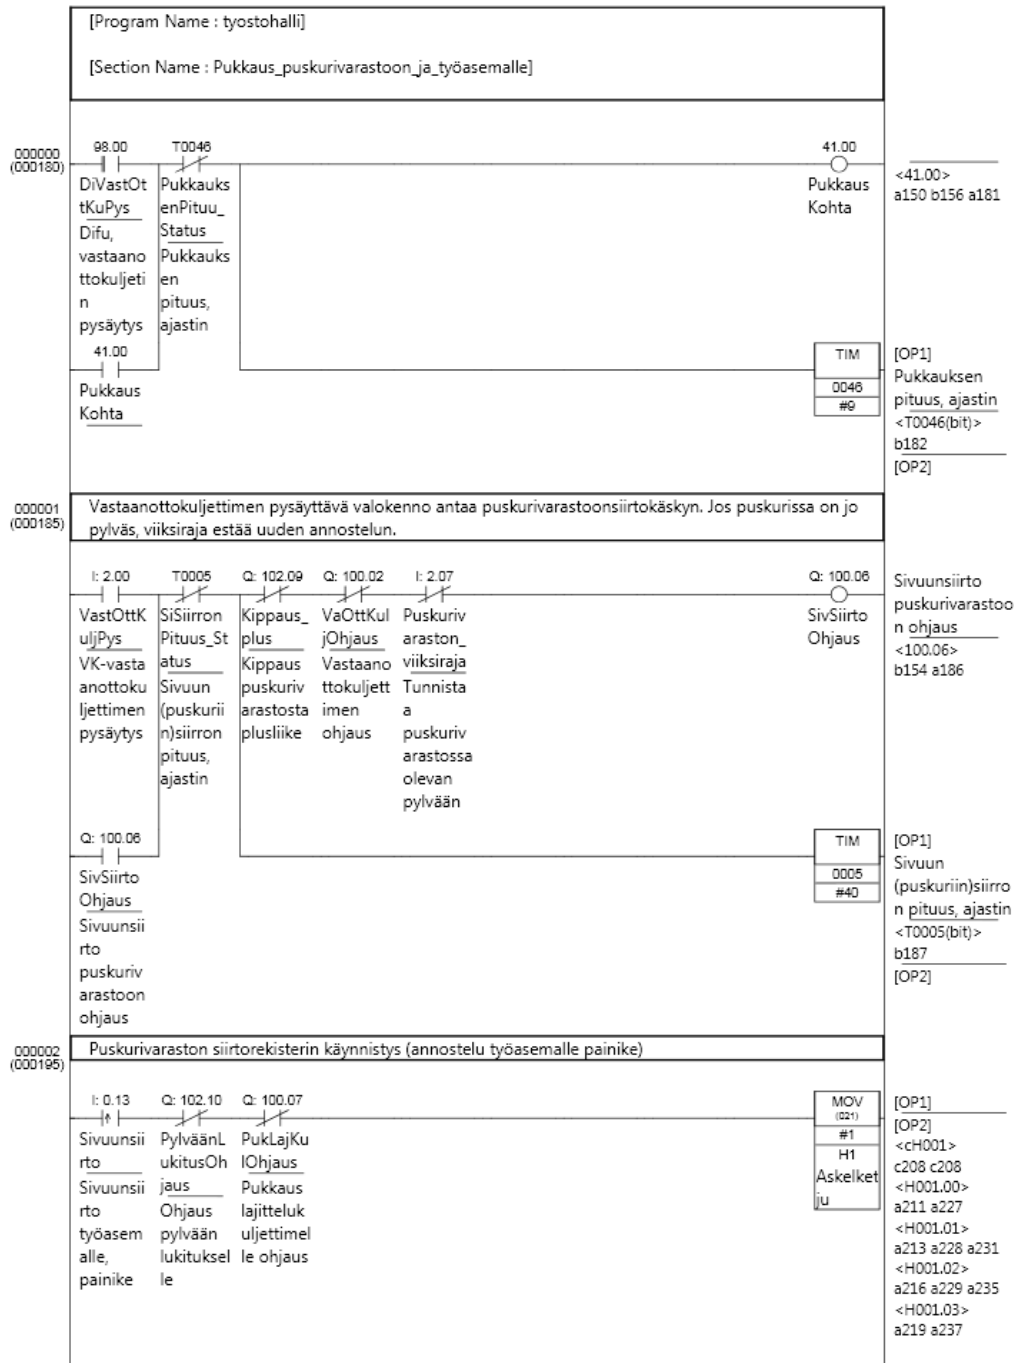 [Program Name : tyostohalli]
[Section Name : Pukkaus_puskurivarastoon_ja_työasemalle]
000000
(000180)
98.00
T0046
41.00
DiVastOt
tKuPys
Difu,
vastaano
ttokuljeti
n
pysäytys
Pukkauks
enPituu_
Status
Pukkauks
en
pituus,
ajastin
Pukkaus
Kohta
<41.00>
a150 b156 a181
41.00
Pukkaus
Kohta
TIM
0046
#9
[OP1]
Pukkauksen
pituus, ajastin
<T0046(bit)>
b182
[OP2]
000001
(000185)
Vastaanottokuljettimen pysäyttävä valokenno antaa puskurivarastoonsiirtokäskyn. Jos puskurissa on jo
pylväs, viiksiraja estää uuden annostelun.
I: 2.00
T0005
Q: 102.09
Q: 100.02
I: 2.07
Q: 100.06
VastOttK
uljPys
VK-vasta
anottoku
ljettimen
pysäytys
SiSiirron
Pituus_St
atus
Sivuun
(puskurii
n)siirron
pituus,
ajastin
Kippaus_
plus
Kippaus
puskuriv
arastosta
plusliike
VaOttKul
jOhjaus
Vastaano
ttokuljett
imen
ohjaus
Puskuriv
araston_
viiksiraja
Tunnista
a
puskuriv
arastossa
olevan
pylvään
SivSiirto
Ohjaus
Sivuunsiirto
puskurivarastoo
n ohjaus
<100.06>
b154 a186
Q: 100.06
SivSiirto
Ohjaus
Sivuunsii
rto
puskuriv
arastoon
ohjaus
TIM
0005
#40
[OP1]
Sivuun
(puskuriin)siirro
n pituus, ajastin
<T0005(bit)>
b187
[OP2]
000002
(000195)
Puskurivaraston siirtorekisterin käynnistys (annostelu työasemalle painike)
I: 0.13
Q: 102.10
Q: 100.07
Sivuunsii
rto
Sivuunsii
rto
työasem
alle,
painike
PylväänL
ukitusOh
jaus
Ohjaus
pylvään
lukituksel
le
PukLajKu
lOhjaus
Pukkaus
lajitteluk
uljettimel
le ohjaus
MOV
(021)
#1
H1
Askelket
ju
[OP1]
[OP2]
<cH001>
c208 c208
<H001.00>
a211 a227
<H001.01>
a213 a228 a231
<H001.02>
a216 a229 a235
<H001.03>
a219 a237